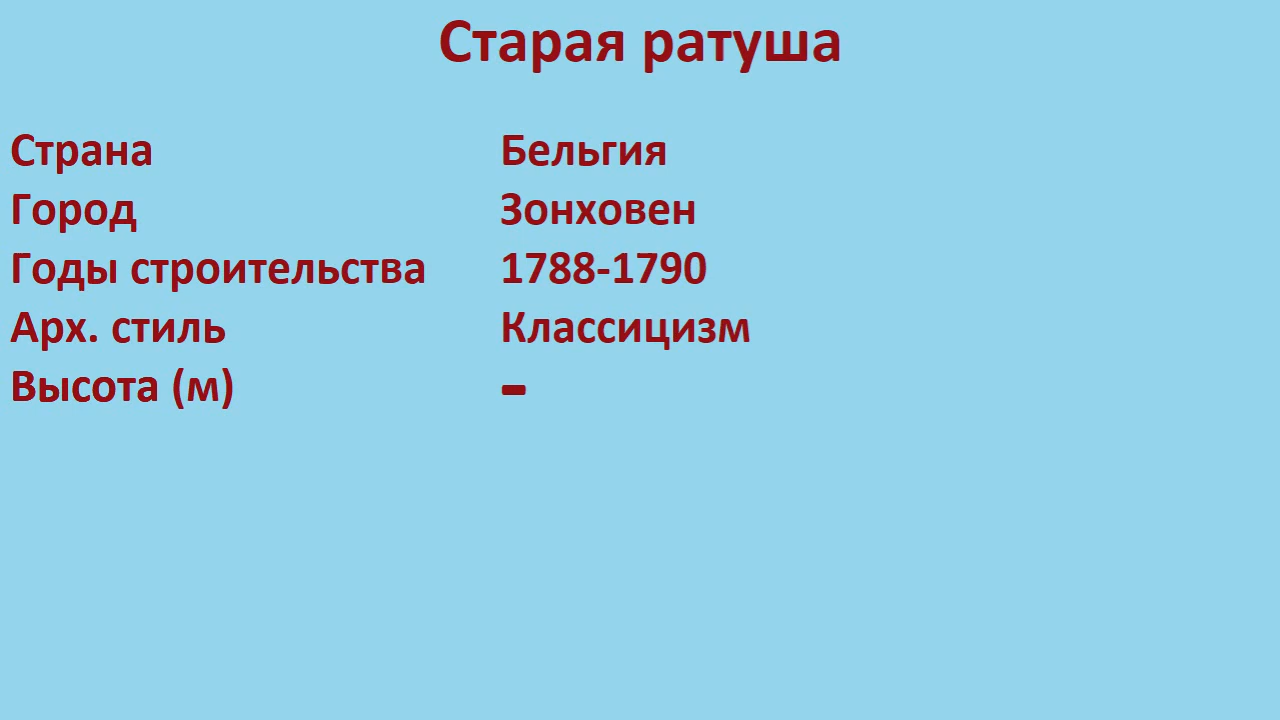 Старая ратуша
Страна Бельгия
Город Зонховен
Годы строительства 1788-1790
Арх. стиль Классицизм
Высота (м) -